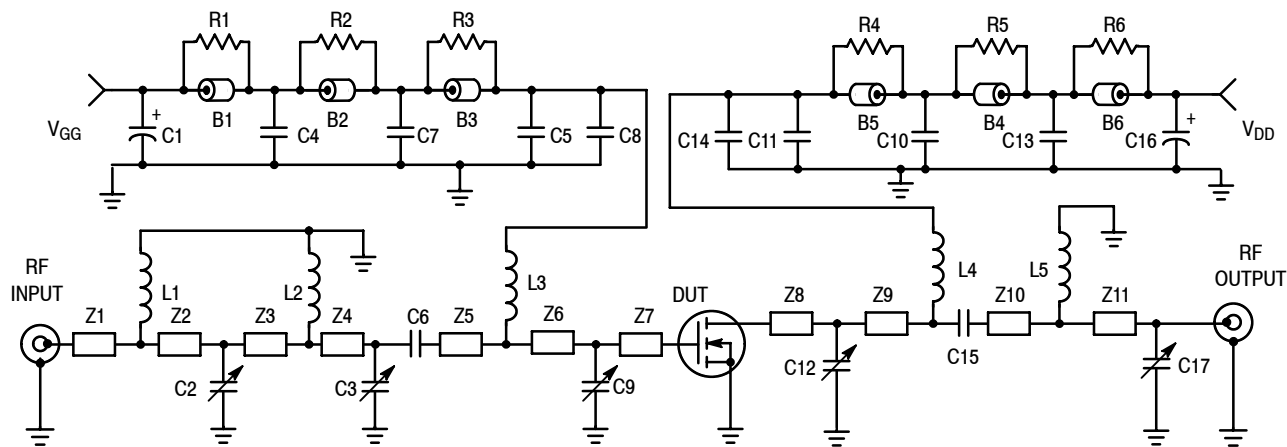 R1 R2 R3 R4 R5 R6
VGG + C1 B1 C4 B2 C7 B3 C5 C8 C14 C11 B5 C10 B4 C13 B6 C16 + VDD
RF
INPUT
L1 L2 L3 L4 L5
RF
OUTPUT
Z1 Z2 Z3 Z4 C6 Z5 Z6 Z7 DUT Z8 Z9 C15 Z10 Z11
C2 C3 C9 C12 C17